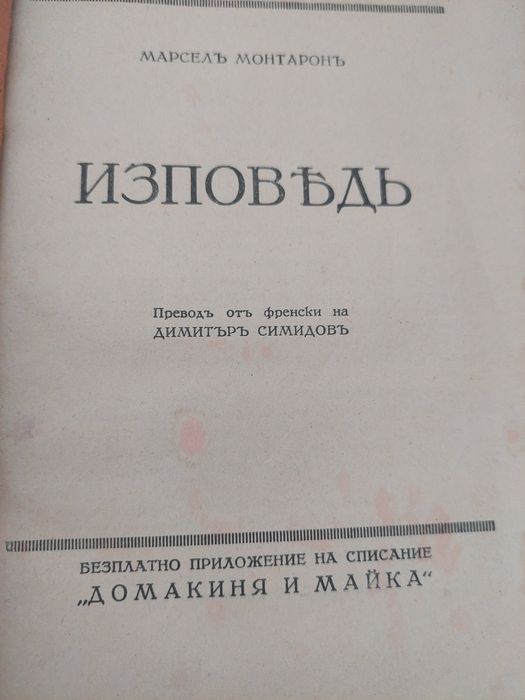 МАРСЕЛЪ МОНТАРОНЪ
ИЗПОВѢДЬ
Преводъ отъ френски на
ДИМИТЪРЪ СИМИДОВЪ
БЕЗПЛАТНО ПРИЛОЖЕНИЕ НА СПИСАНИЕ
„ДОМАКИНЯ И МАЙКА“